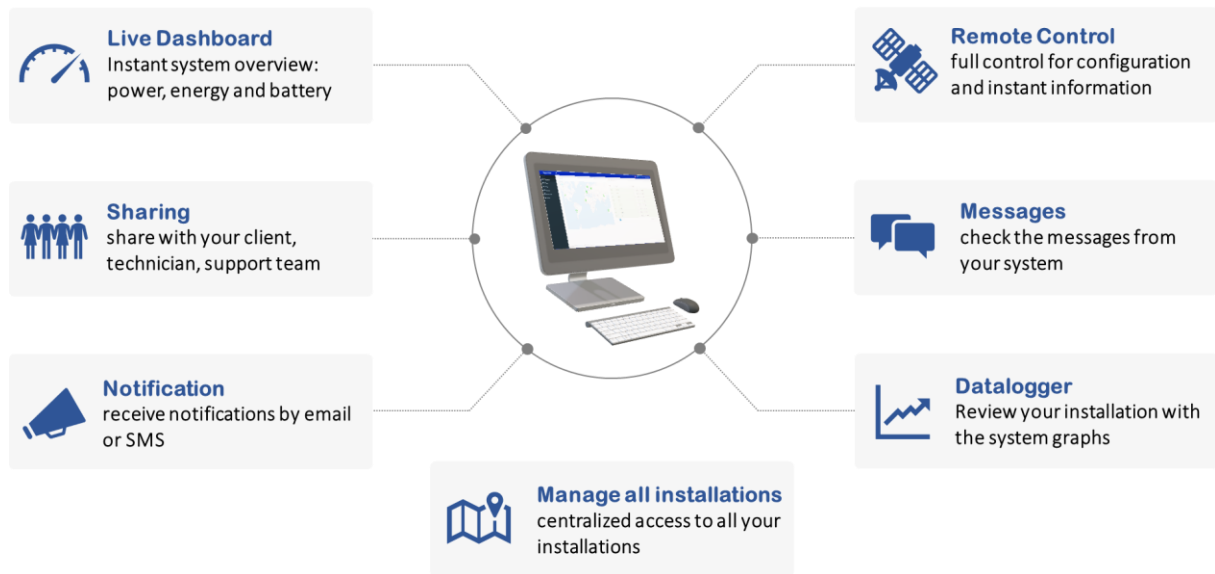 Live Dashboard
Instant system overview:
power, energy and battery
Remote Control
full control for configuration
and instant information
Sharing
share with your client,
technician, support team
Messages
check the messages from
your system
Notification
receive notifications by email
or SMS
Datalogger
Review your installation with
the system graphs
Manage all installations
centralized access to all your
installations